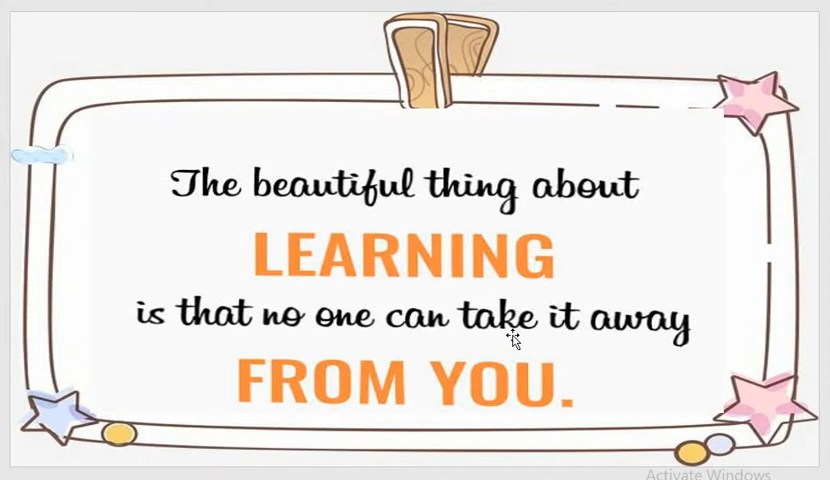 The beautiful thing about
LEARNING
is that no one can take it away
FROM YOU.
Activate Windows